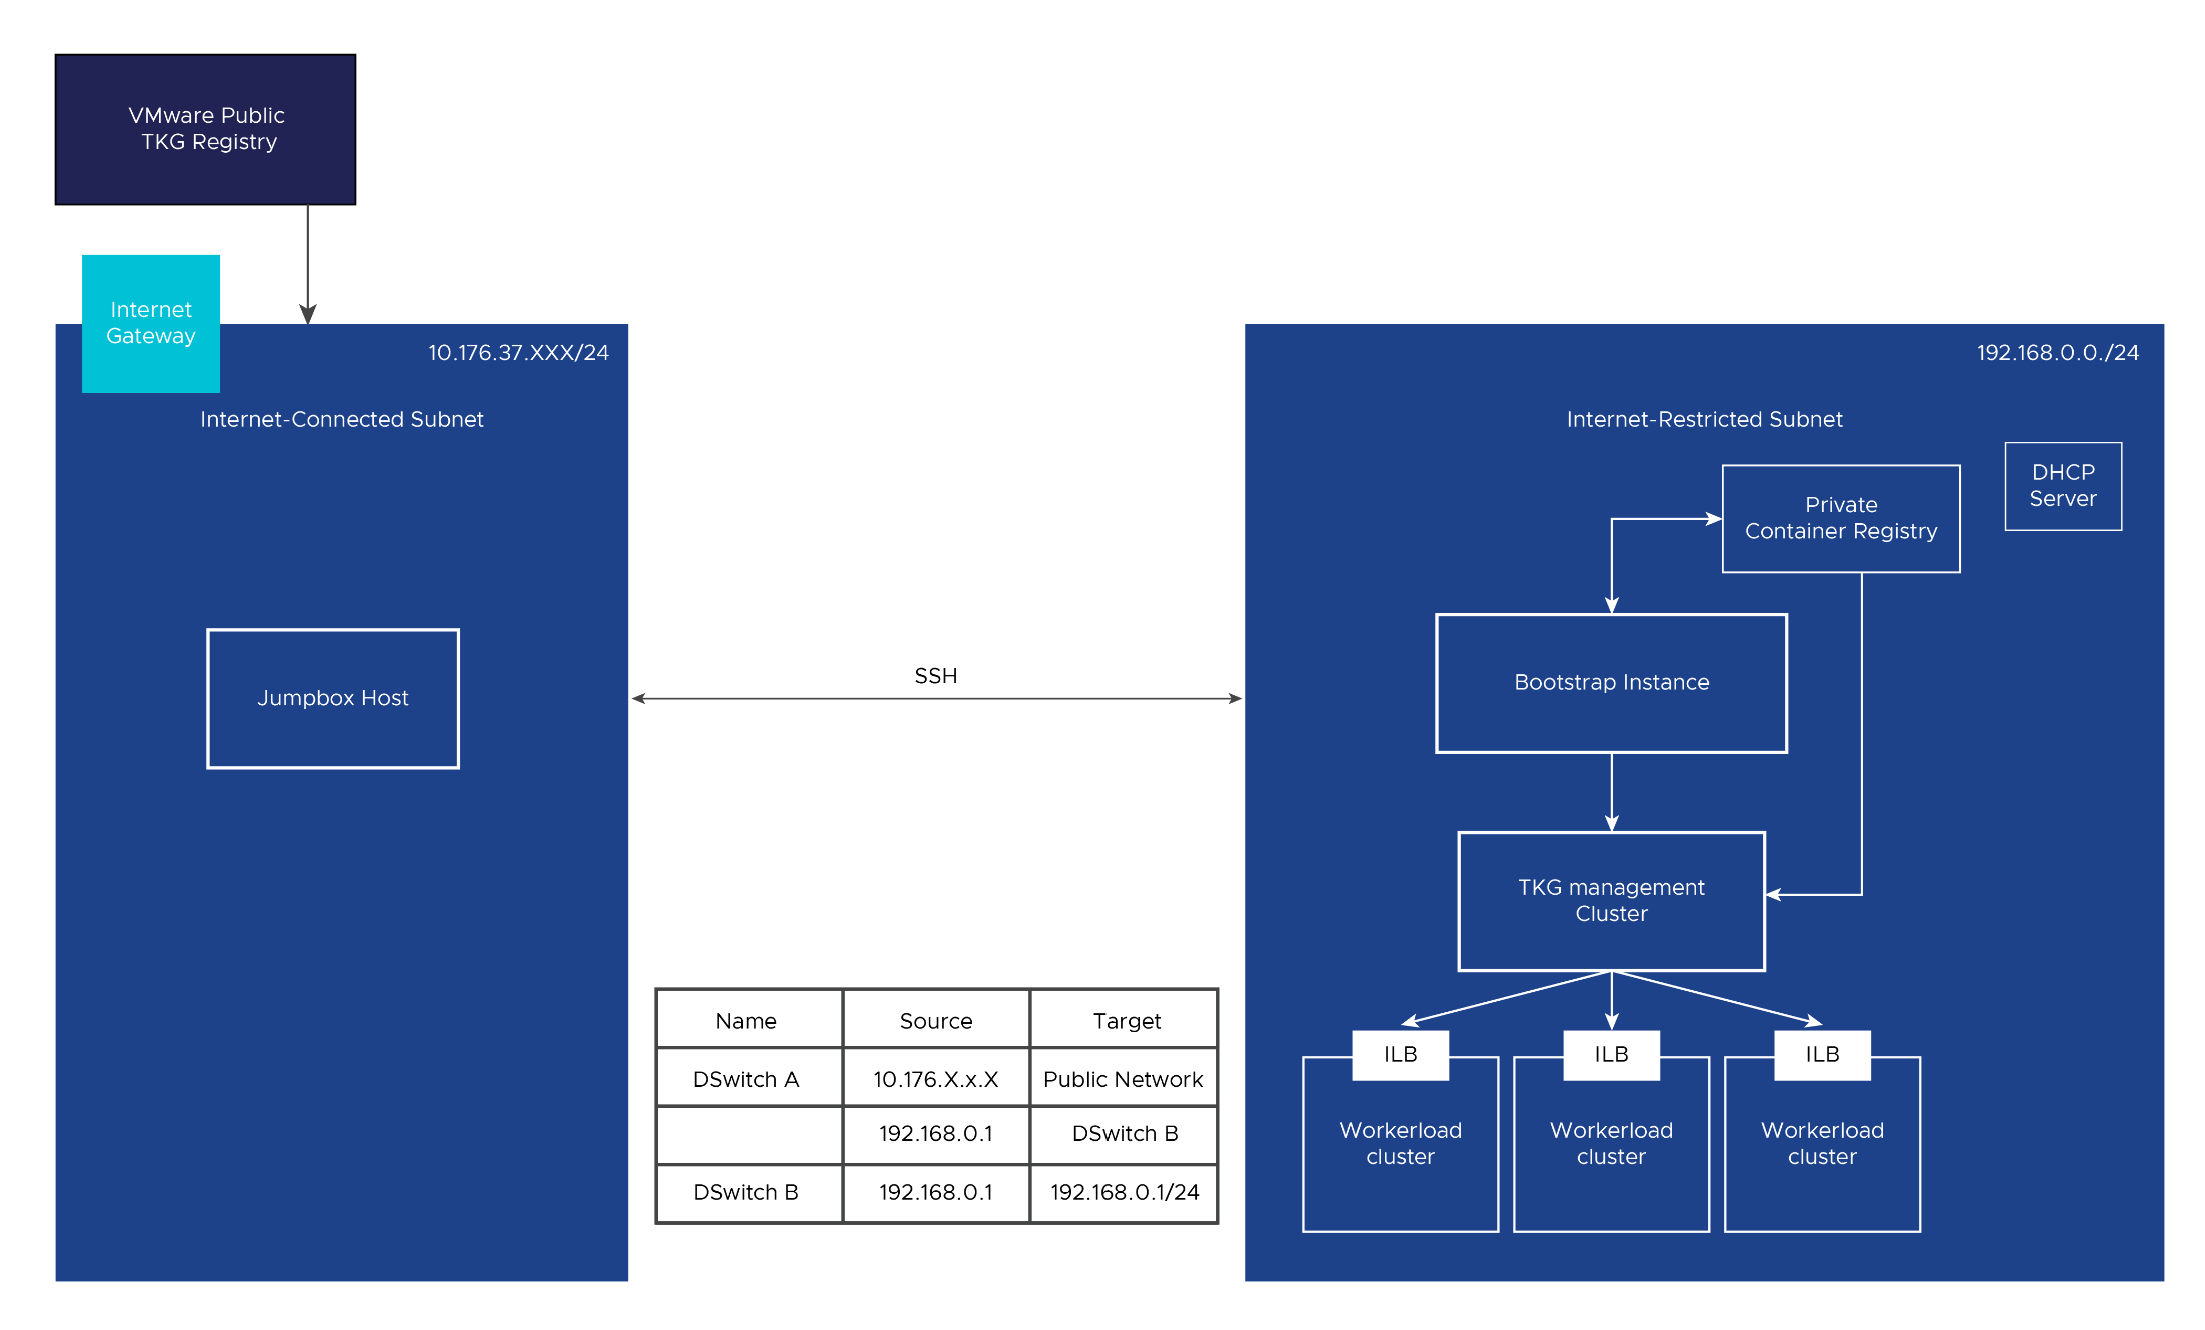 VMware Public
TKG Registry
Internet
Gateway
10.176.37.XXX/24
Internet-Connected Subnet
Jumpbox Host
SSH
192.168.0.0./24
Internet-Restricted Subnet
DHCP
Server
Private
Container Registry
Bootstrap Instance
TKG management
Cluster
ILB
Workerload
cluster
ILB
Workerload
cluster
ILB
Workerload
cluster
Name Source Target
DSwitch A 10.176.X.x.X Public Network
192.168.0.1 DSwitch B
DSwitch B 192.168.0.1 192.168.0.1/24